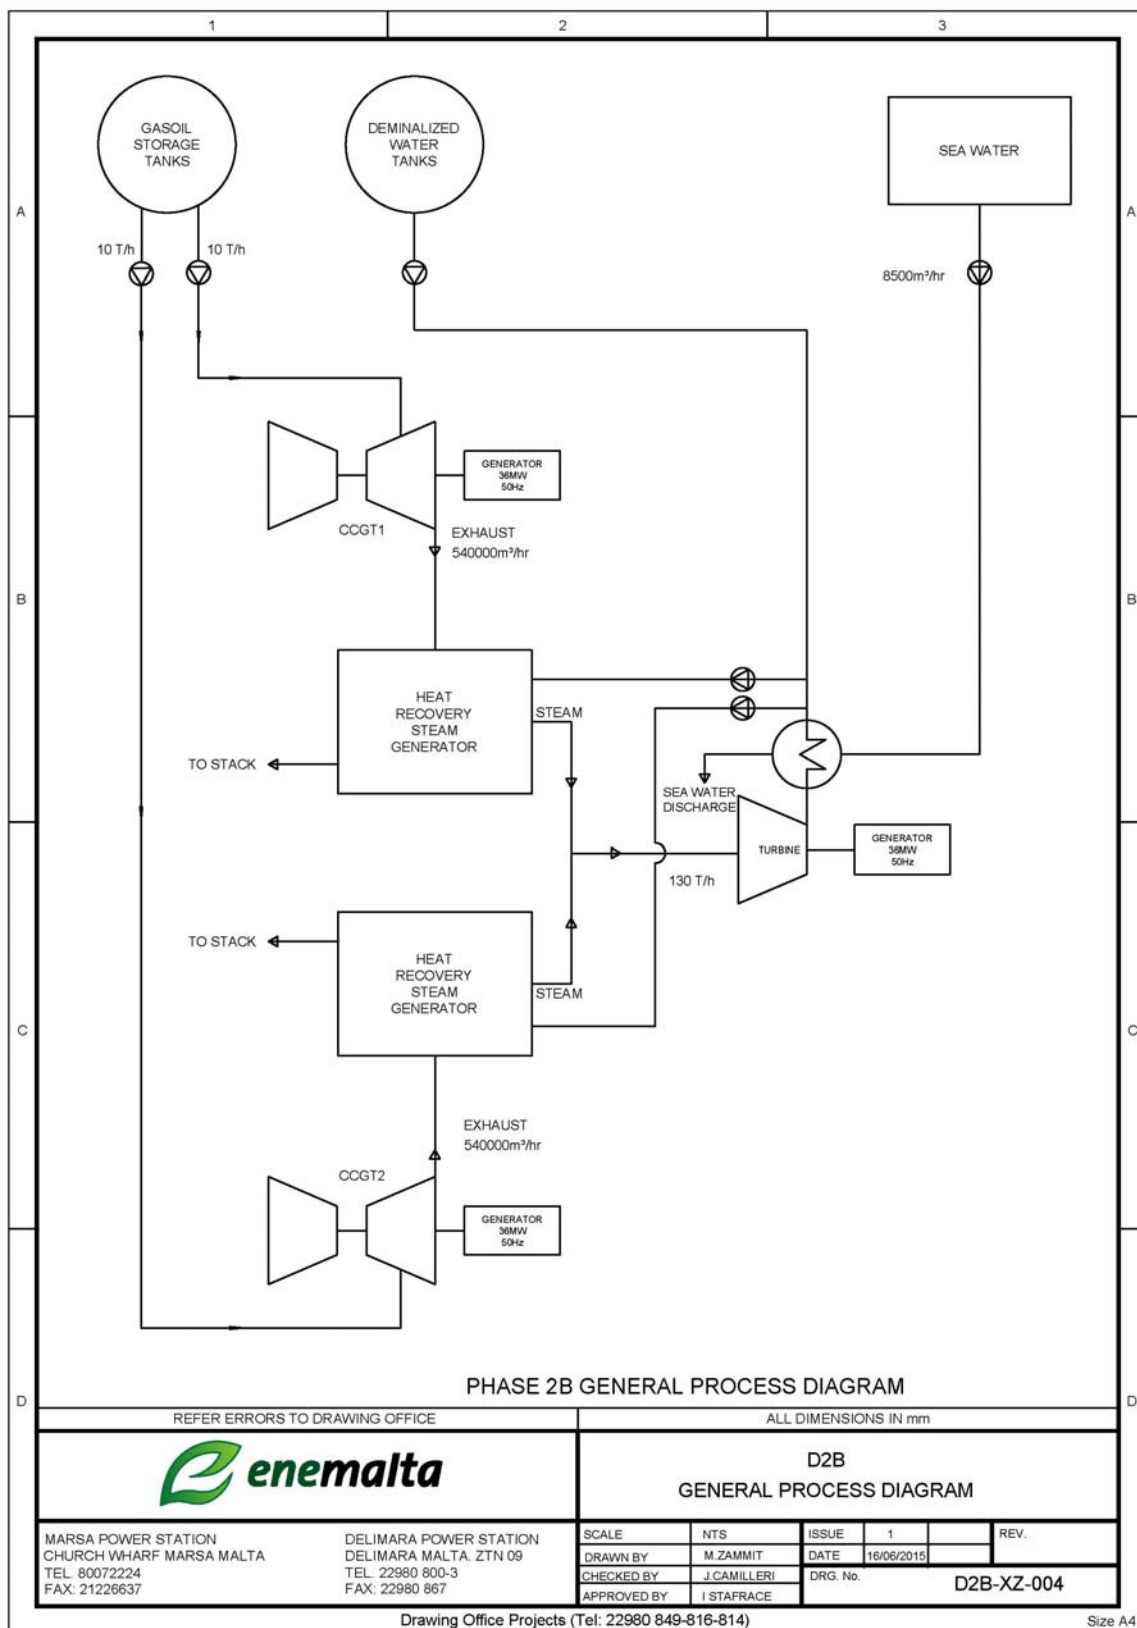 1
2
3
GASOIL
STORAGE
TANKS
DEMINALIZED
WATER
TANKS
SEA WATER
A
A
10 T/h
10 T/h
8500m³/hr
GENERATOR
36MW
50Hz
CCGT1
EXHAUST
540000m³/hr
B
B
HEAT
RECOVERY
STEAM
GENERATOR
STEAM
TO STACK
SEA WATER
DISCHARGE
TURBINE
GENERATOR
36MW
50Hz
130 T/h
TO STACK
HEAT
RECOVERY
STEAM
GENERATOR
STEAM
C
C
EXHAUST
540000m³/hr
CCGT2
GENERATOR
36MW
50Hz
PHASE 2B GENERAL PROCESS DIAGRAM
D
D
REFER ERRORS TO DRAWING OFFICE
ALL DIMENSIONS IN mm
enemalta
D2B
GENERAL PROCESS DIAGRAM
MARSA POWER STATION
CHURCH WHARF MARSA MALTA
TEL. 80072224
FAX: 21226637
DELIMARA POWER STATION
DELIMARA MALTA. ZTN 09
TEL. 22980 800-3
FAX: 22980 867
SCALE NTS ISSUE 1 REV.
DRAWN BY M.ZAMMIT DATE 16/06/2015
CHECKED BY J.CAMILLERI DRG. No. D2B-XZ-004
APPROVED BY I STAFRACE
Drawing Office Projects (Tel: 22980 849-816-814)
Size A4